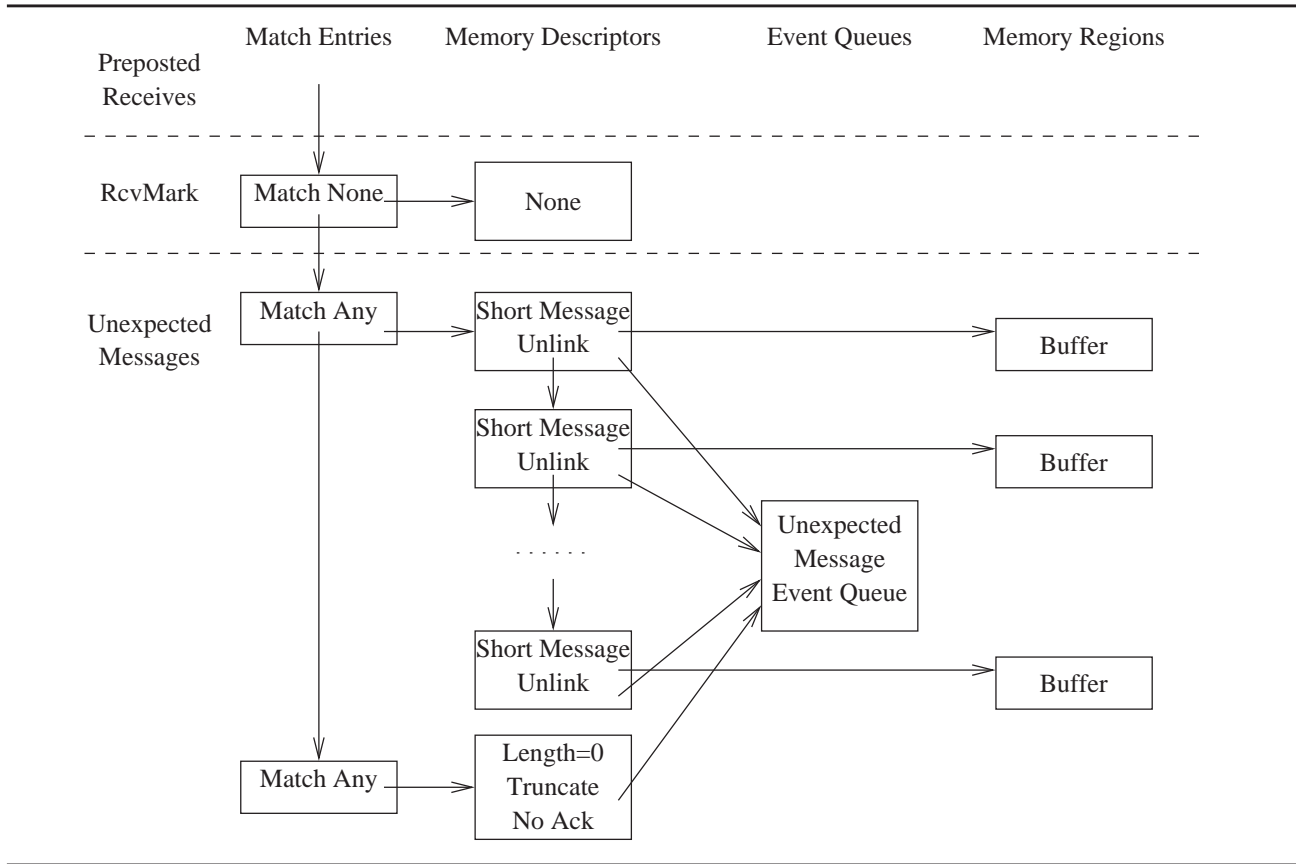 Match Entries
Memory Descriptors
Event Queues
Memory Regions
Preposted
Receives
RcvMark
Match None
None
Unexpected
Messages
Match Any
Short Message
Unlink
Buffer
Short Message
Unlink
Buffer
Unexpected
Message
Event Queue
. . . . . .
Short Message
Unlink
Buffer
Match Any
Length=0
Truncate
No Ack